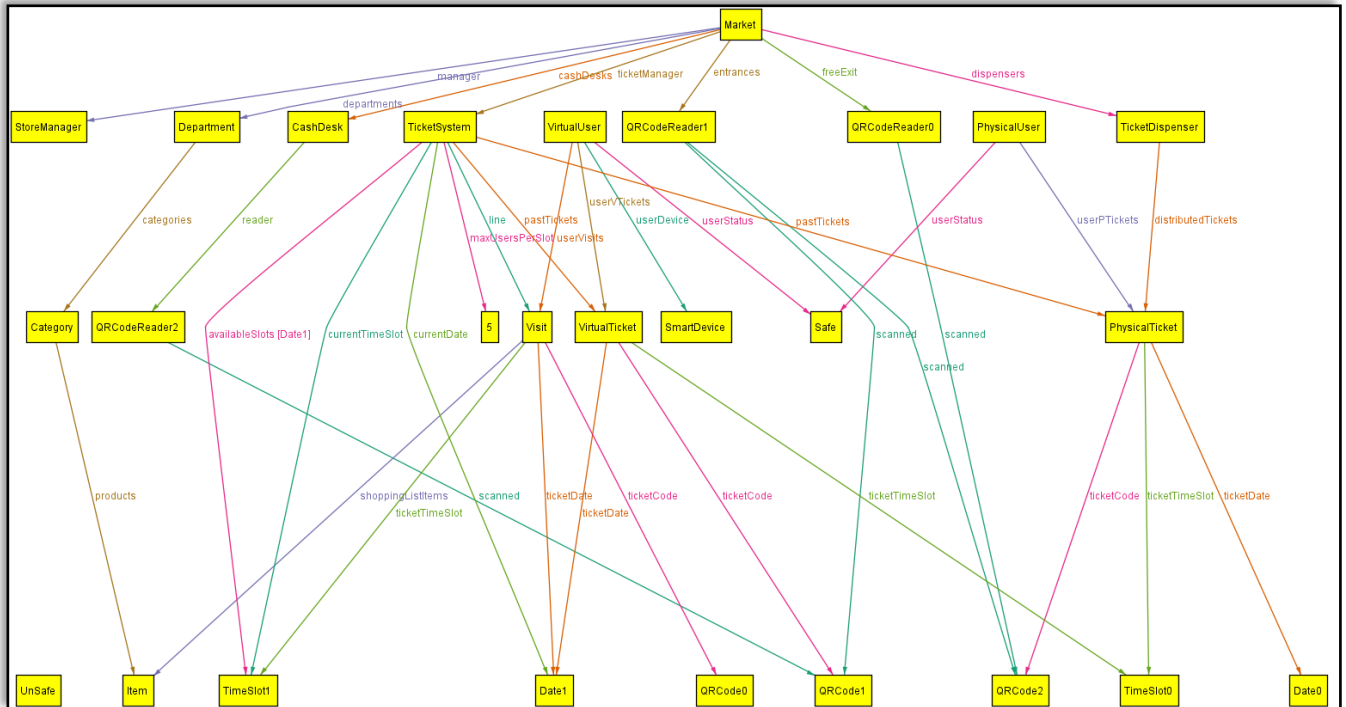 Market
manager
cashDesks
ticketManager
entrances
freeExit
dispensers
departments
StoreManager
Department
CashDesk
TicketSystem
VirtualUser
QRCodeReader1
QRCodeReader0
PhysicalUser
TicketDispenser
userVTickets
categories
reader
line
pastTickets
userDevice
userStatus
pastTickets
userStatus
userPTickets
distributedTickets
maxUsersPerSlot
userVisits
Category
QRCodeReader2
availableSlots [Date1]
currentTimeSlot
currentDate
5
Visit
VirtualTicket
SmartDevice
Safe
scanned
scanned
PhysicalTicket
scanned
products
shoppingListItems
scanned
ticketDate
ticketCode
ticketCode
ticketTimeSlot
ticketCode
ticketTimeSlot
ticketDate
ticketTimeSlot
ticketDate
UnSafe
Item
TimeSlot1
Date1
QRCode0
QRCode1
QRCode2
TimeSlot0
Date0